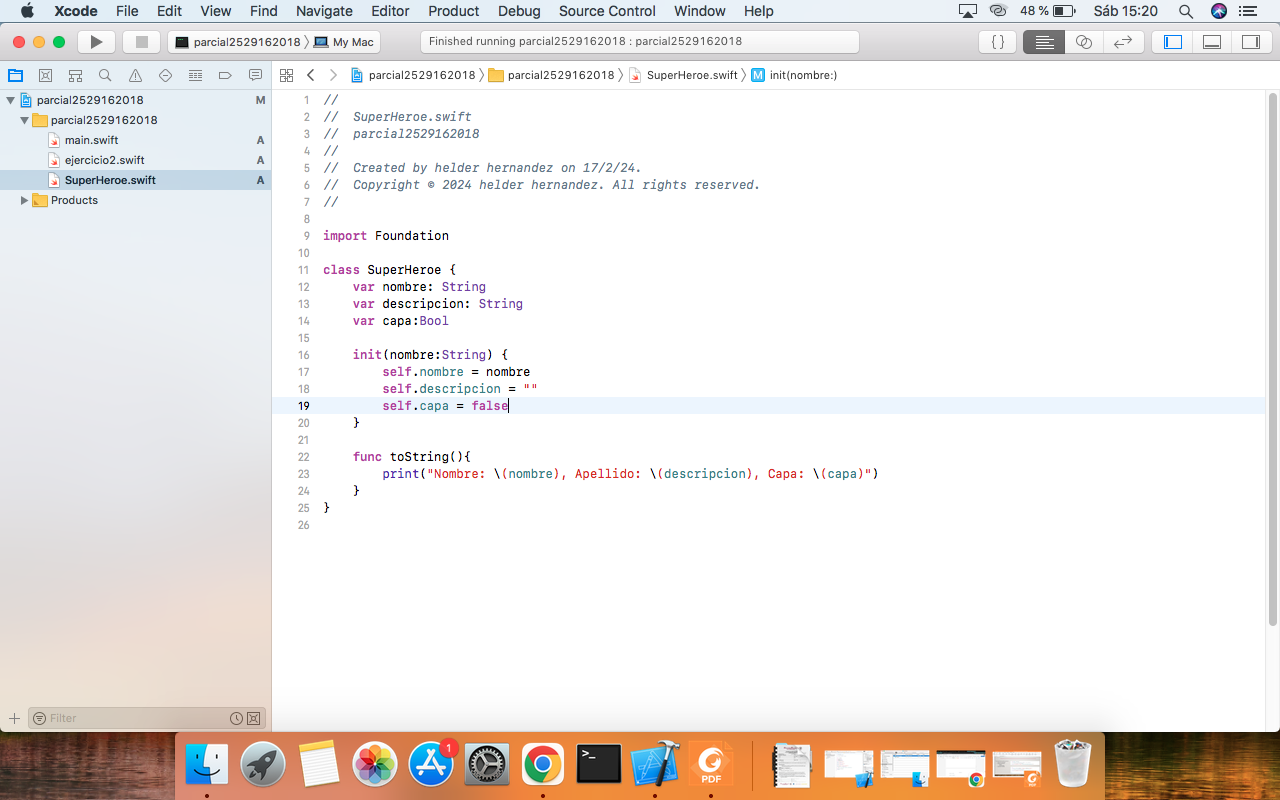 Xcode File Edit View Find Navigate Editor Product Debug Source Control Window Help 48 % Sáb 15:20
parcial2529162018 My Mac Finished running parcial2529162018 : parcial2529162018 {}
parcial2529162018 parcial2529162018 SuperHeroe.swift M init(nombre:)
parcial2529162018 M
parcial2529162018
main.swift A
ejercicio2.swift A
SuperHeroe.swift A
Products
1 //
2 //  SuperHeroe.swift
3 //  parcial2529162018
4 //
5 //  Created by helder hernandez on 17/2/24.
6 //  Copyright © 2024 helder hernandez. All rights reserved.
7 //
8
9 import Foundation
10
11 class SuperHeroe {
12     var nombre: String
13     var descripcion: String
14     var capa:Bool
15
16     init(nombre:String) {
17         self.nombre = nombre
18         self.descripcion = ""
19         self.capa = false
20     }
21
22     func toString(){
23         print("Nombre: \(nombre), Apellido: \(descripcion), Capa: \(capa)")
24     }
25 }
26
Filter
1
>_
PDF